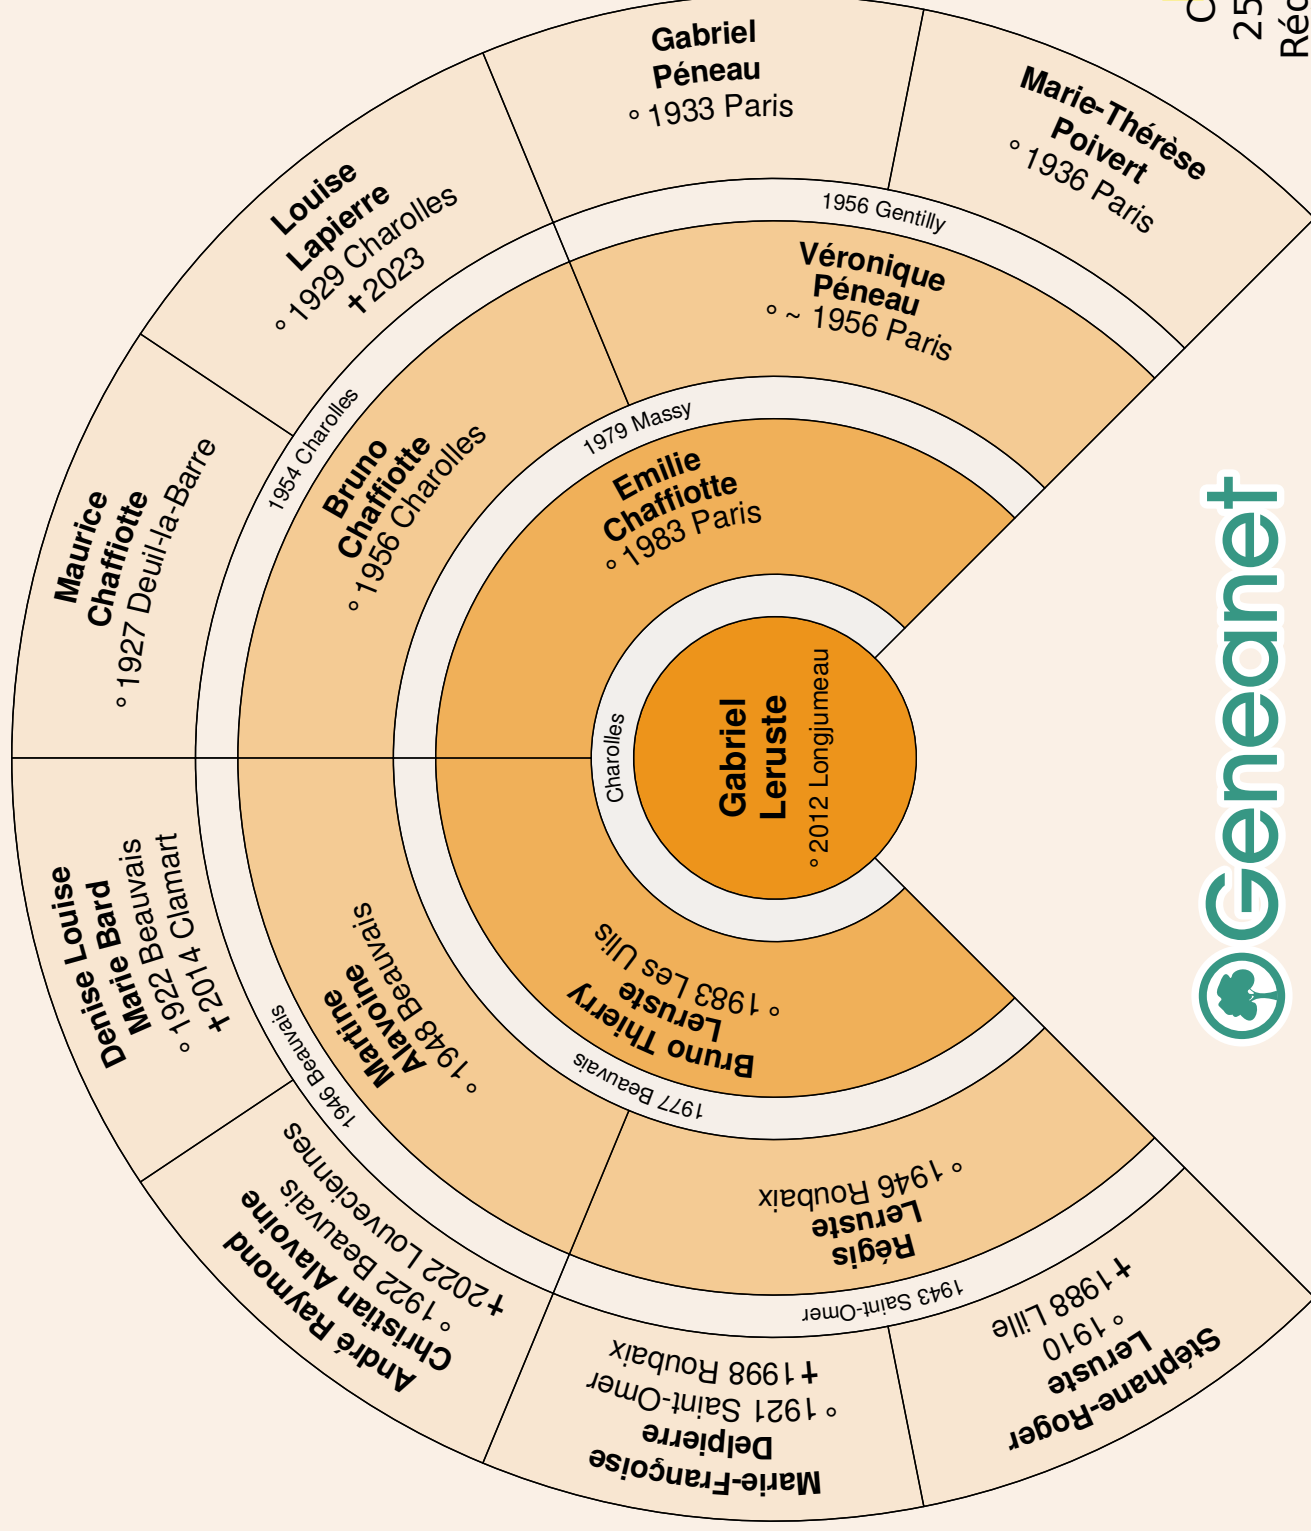 Gabriel
Leruste
° 2012 Longjumeau
Charolles
Bruno Thierry
Leruste
° 1983 Les Ulis
Emilie
Chaffiotte
° 1983 Paris
1977 Beauvais
1979 Massy
Régis
Leruste
° 1946 Roubaix
Martine
Alavoine
° 1948 Beauvais
Bruno
Chaffiotte
° 1956 Charolles
Véronique
Péneau
° ~ 1956 Paris
1943 Saint-Omer
1946 Beauvais
1954 Charolles
1956 Gentilly
Stéphane-Roger
Leruste
° 1910
✝1988 Lille
Marie-Françoise
Delpierre
° 1921 Saint-Omer
✝1998 Roubaix
André Raymond
Christian Alavoine
° 1922 Beauvais
✝2022 Louveciennes
Denise Louise
Marie Bard
° 1922 Beauvais
✝2014 Clamart
Maurice
Chaffiotte
° 1927 Deuil-la-Barre
Louise
Lapierre
° 1929 Charolles
✝2023
Gabriel
Péneau
° 1933 Paris
Marie-Thérèse
Poivert
° 1936 Paris
Geneanet
25